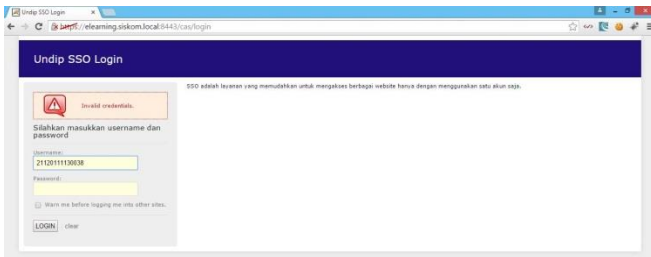 Undip SSO Login
https://elearning.siskom.local:8443/cas/login
Undip SSO Login
SSO adalah layanan yang memudahkan untuk mengakses berbagai website hanya dengan menggunakan satu akun saja.
Invalid credentials.
Silahkan masukkan username dan
password
Username:
21120111130038
Password:
Warn me before logging me into other sites.
LOGIN clear